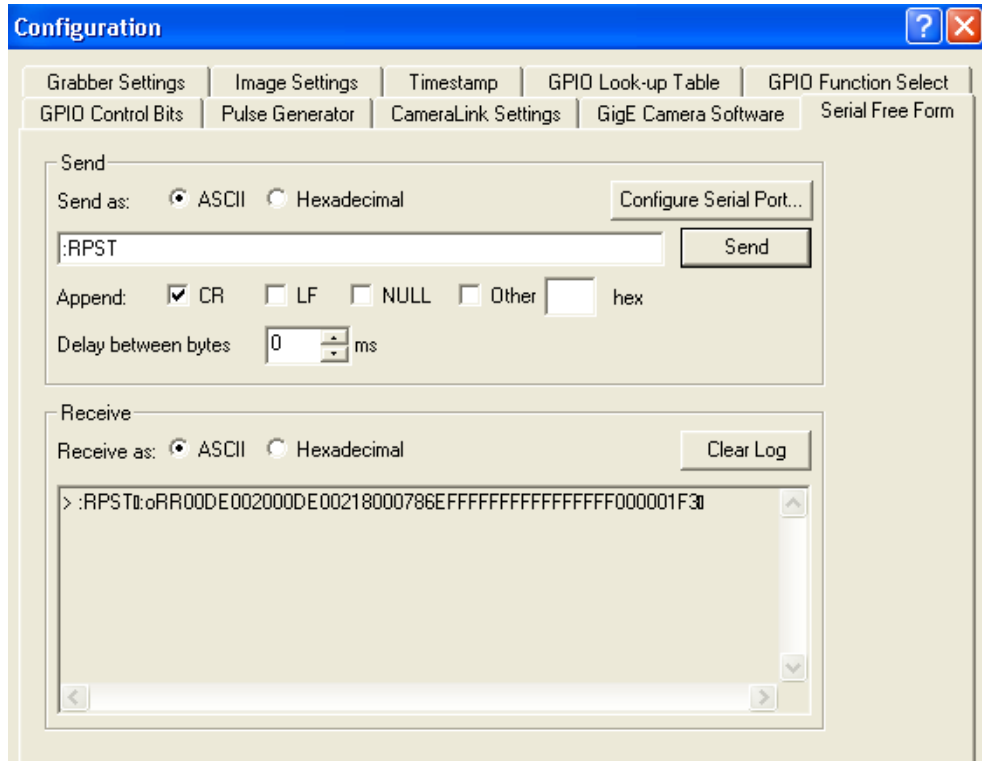 Configuration
Grabber Settings Image Settings Timestamp GPIO Look-up Table GPIO Function Select
GPIO Control Bits Pulse Generator CameraLink Settings GigE Camera Software Serial Free Form
Send
Send as: ASCII Hexadecimal Configure Serial Port...
:RPST Send
Append: CR LF NULL Other hex
Delay between bytes 0 ms
Receive
Receive as: ASCII Hexadecimal Clear Log
> :RPST▯:oRR00DE002000DE00218000786EFFFFFFFFFFFFFFFFF000001F3▯